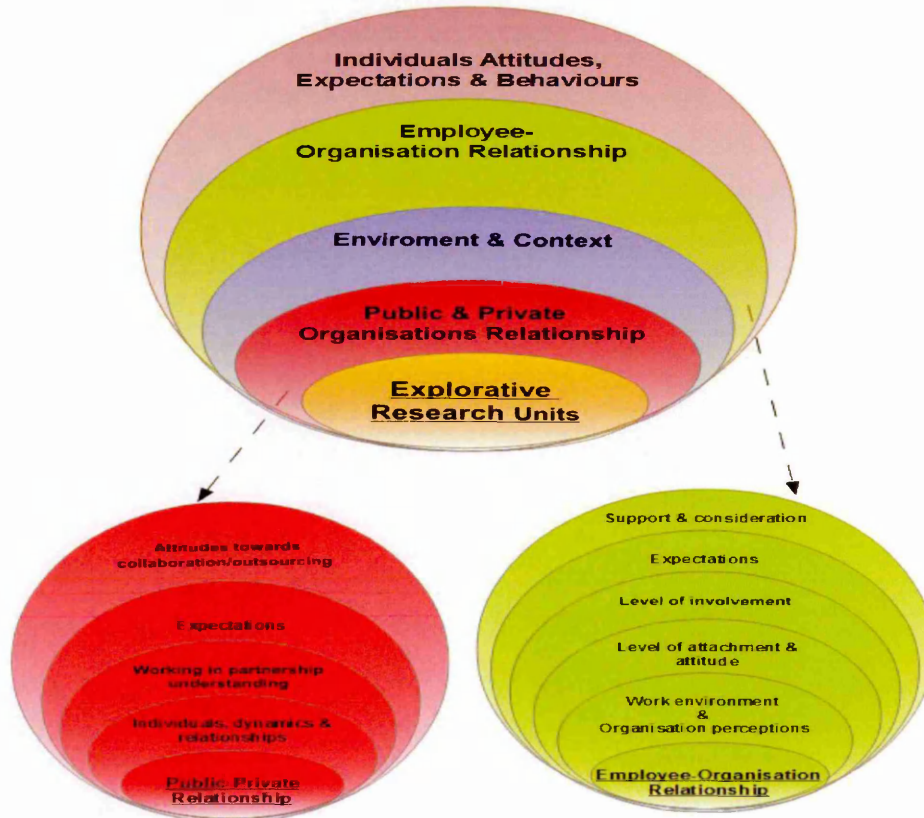 Individuals Attitudes,
Expectations & Behaviours
Employee-
Organisation Relationship
Enviroment & Context
Public & Private
Organisations Relationship
Explorative
Research Units
Attitudes towards
collaboration/outsourcing
Expectations
Working in partnership
understanding
Individuals, dynamics &
relationships
Public-Private
Relationship
Support & consideration
Expectations
Level of involvement
Level of attachment &
attitude
Work environment
&
Organisation perceptions
Employee-Organisation
Relationship